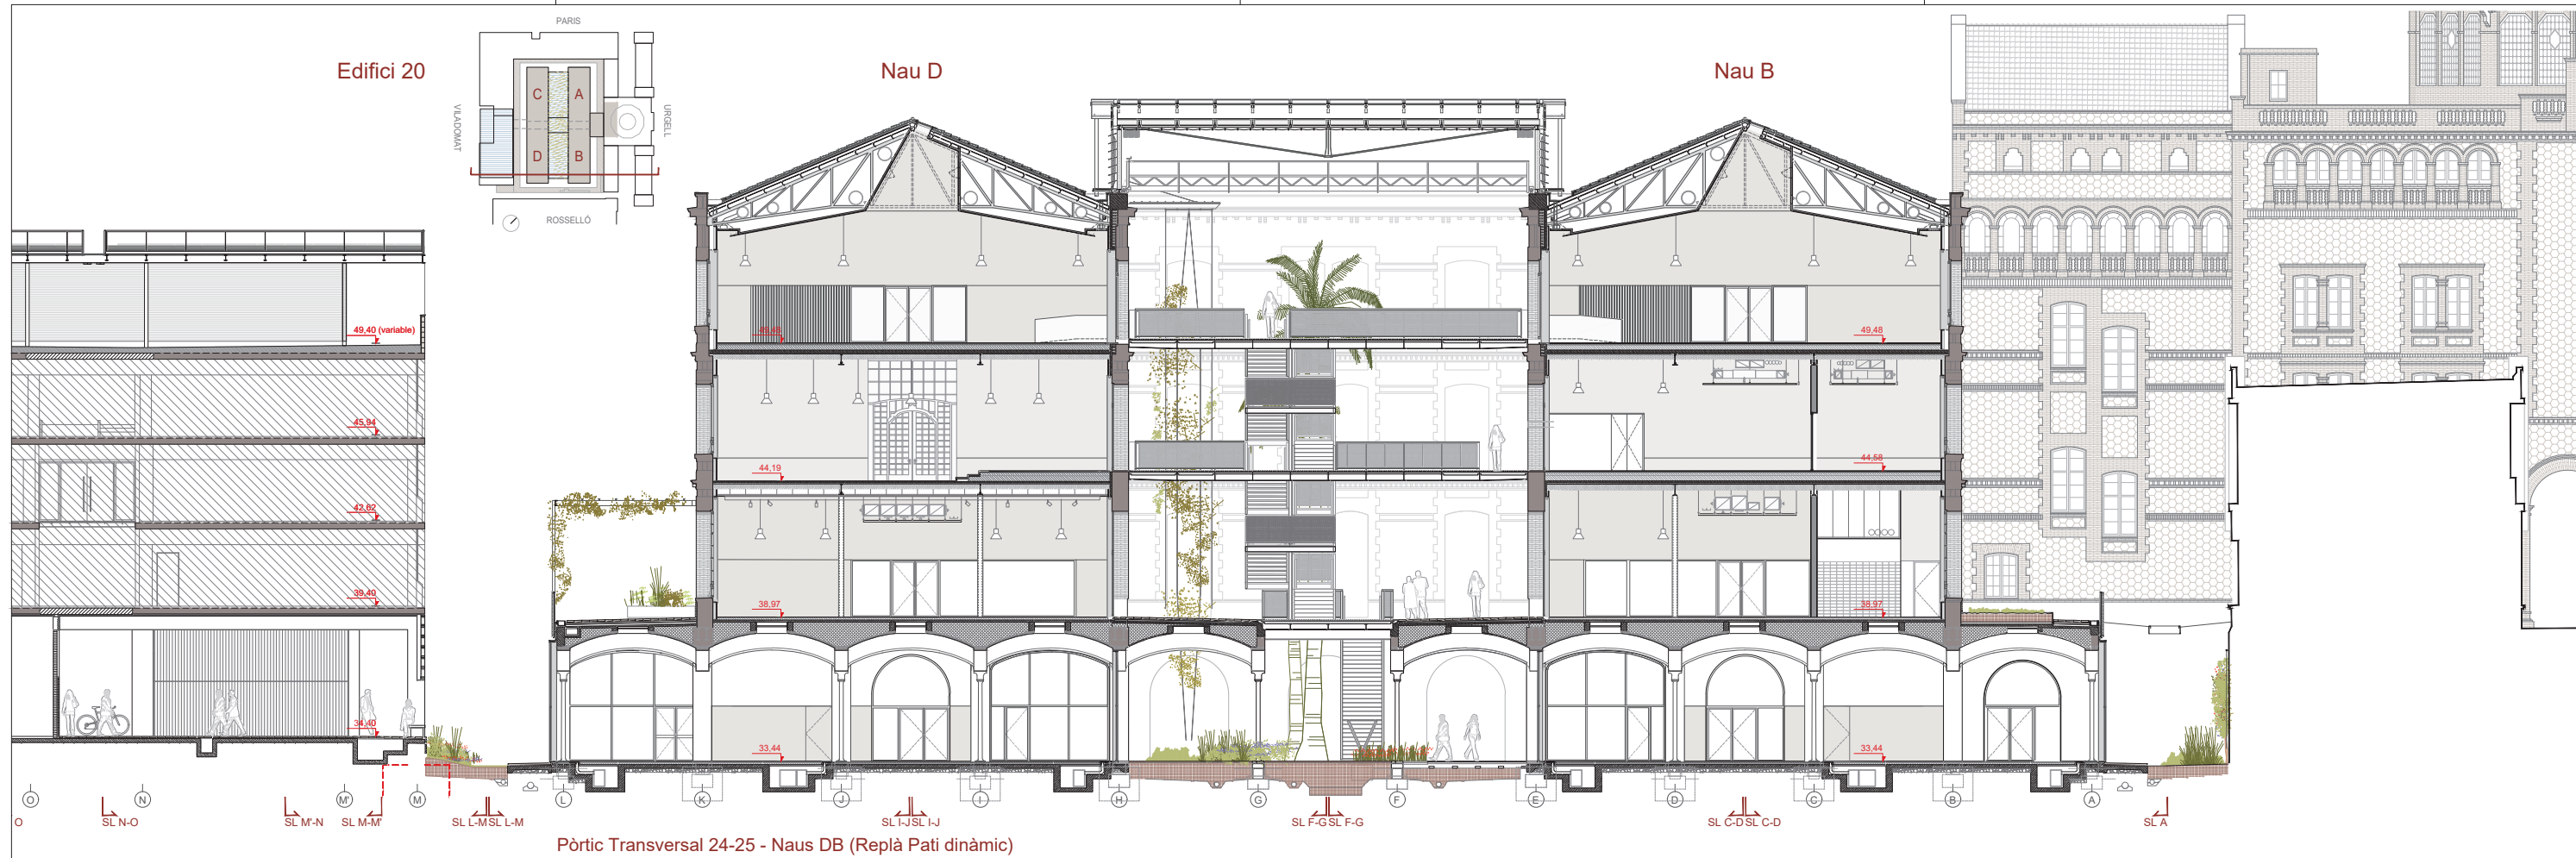 PARIS
Edifici 20
Nau D
Nau B
C
A
VILADOMAT
URGELL
D
B
ROSSELLÓ
49,40 (variable)
49,48
45,94
44,19
44,58
42,62
39,40
38,97
38,97
34,40
33,44
33,44
O
N
M'
M
L
K
J
I
H
G
F
E
D
C
B
A
O
SL N-O
SL M'-N
SL M-M'
SL L-M SL L-M
SL I-J SL I-J
SL F-G SL F-G
SL C-D SL C-D
SL A
Pòrtic Transversal 24-25 - Naus DB (Replà Pati dinàmic)